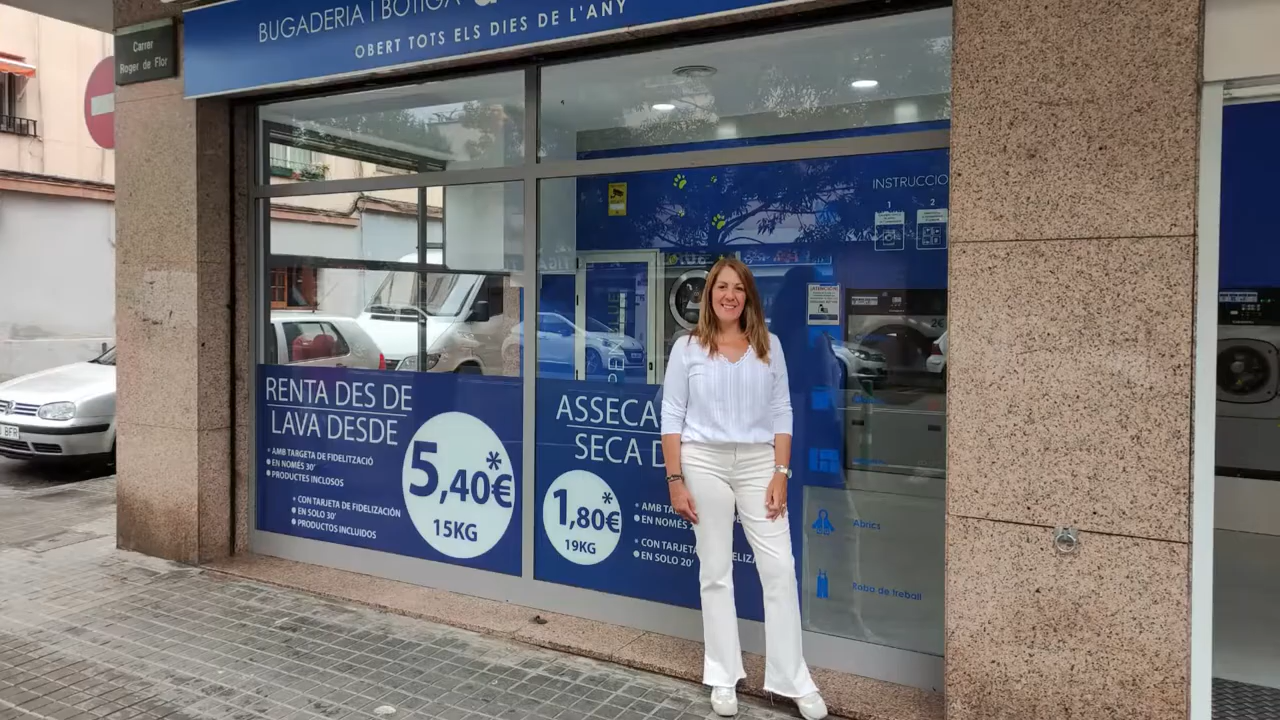 BUGADERIA I BOTIGA
OBERT TOTS ELS DIES DE L'ANY
Carrer
Roger de Flor
INSTRUCCIO
1
2
¡ATENCIÓN!
RENTA DES DE
LAVA DESDE
* AMB TARGETA DE FIDELITZACIÓ
• EN NOMÉS 30'
• PRODUCTES INCLOSOS
* CON TARJETA DE FIDELIZACIÓN
• EN SOLO 30'
• PRODUCTOS INCLUIDOS
5,40€*
15KG
ASSECA
SECA D
1,80€*
19KG
* AMB TA
• EN NOMÉS
* CON TARJETA
• EN SOLO 20'
Abrics
Roba de treball
BFR